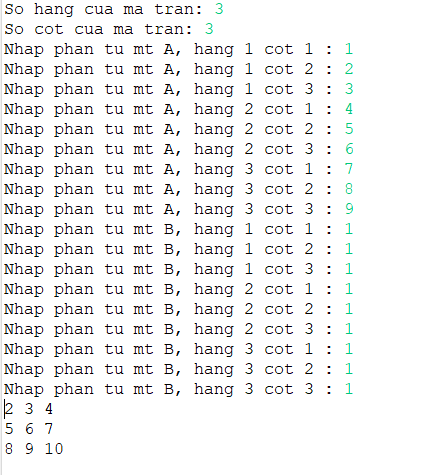 So hang cua ma tran: 3
So cot cua ma tran: 3
Nhap phan tu mt A, hang 1 cot 1 : 1
Nhap phan tu mt A, hang 1 cot 2 : 2
Nhap phan tu mt A, hang 1 cot 3 : 3
Nhap phan tu mt A, hang 2 cot 1 : 4
Nhap phan tu mt A, hang 2 cot 2 : 5
Nhap phan tu mt A, hang 2 cot 3 : 6
Nhap phan tu mt A, hang 3 cot 1 : 7
Nhap phan tu mt A, hang 3 cot 2 : 8
Nhap phan tu mt A, hang 3 cot 3 : 9
Nhap phan tu mt B, hang 1 cot 1 : 1
Nhap phan tu mt B, hang 1 cot 2 : 1
Nhap phan tu mt B, hang 1 cot 3 : 1
Nhap phan tu mt B, hang 2 cot 1 : 1
Nhap phan tu mt B, hang 2 cot 2 : 1
Nhap phan tu mt B, hang 2 cot 3 : 1
Nhap phan tu mt B, hang 3 cot 1 : 1
Nhap phan tu mt B, hang 3 cot 2 : 1
Nhap phan tu mt B, hang 3 cot 3 : 1
2 3 4
5 6 7
8 9 10